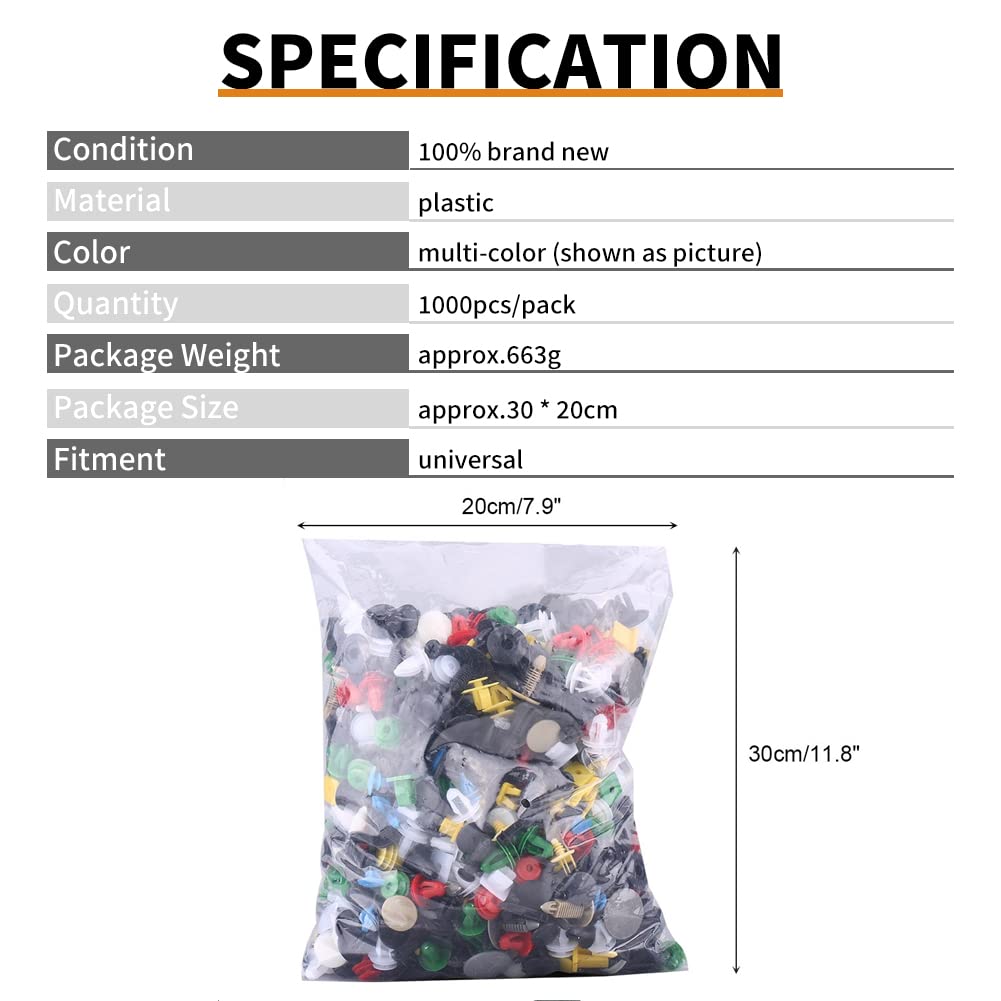 SPECIFICATION
Condition 100% brand new
Material plastic
Color multi-color (shown as picture)
Quantity 1000pcs/pack
Package Weight approx.663g
Package Size approx.30 * 20cm
Fitment universal
20cm/7.9"
30cm/11.8"